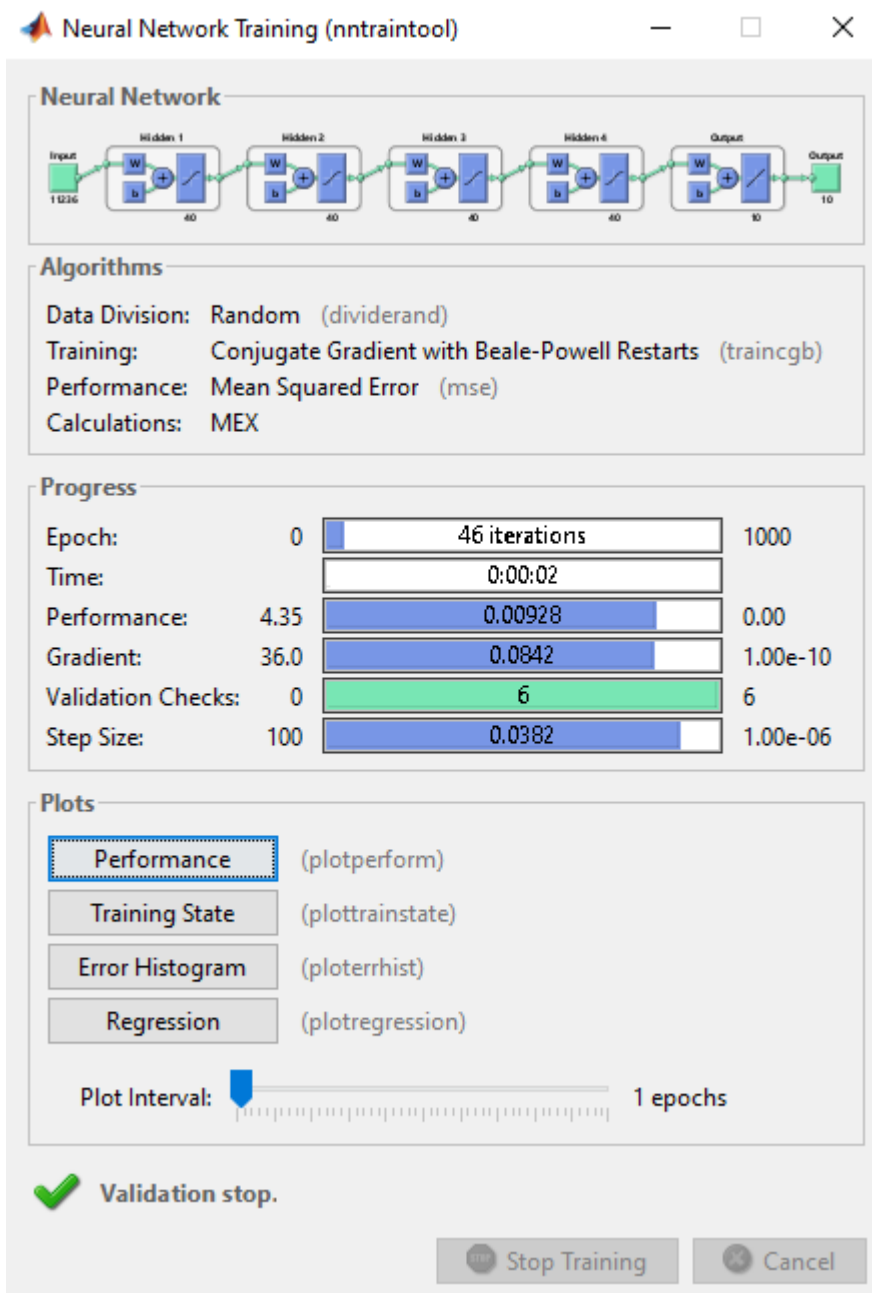 Neural Network Training (nntraintool)
Neural Network
Hidden 1 Hidden 2 Hidden 3 Hidden 4 Output
Input Output
W W W W W
+ + + + +
b b b b b
11236 10
40 40 40 40 10
Algorithms
Data Division: Random (dividerand)
Training: Conjugate Gradient with Beale-Powell Restarts (traincgb)
Performance: Mean Squared Error (mse)
Calculations: MEX
Progress
Epoch: 0 46 iterations 1000
Time: 0:00:02
Performance: 4.35 0.00928 0.00
Gradient: 36.0 0.0842 1.00e-10
Validation Checks: 0 6 6
Step Size: 100 0.0382 1.00e-06
Plots
Performance (plotperform)
Training State (plottrainstate)
Error Histogram (ploterrhist)
Regression (plotregression)
Plot Interval: 1 epochs
Validation stop.
STOP Stop Training Cancel